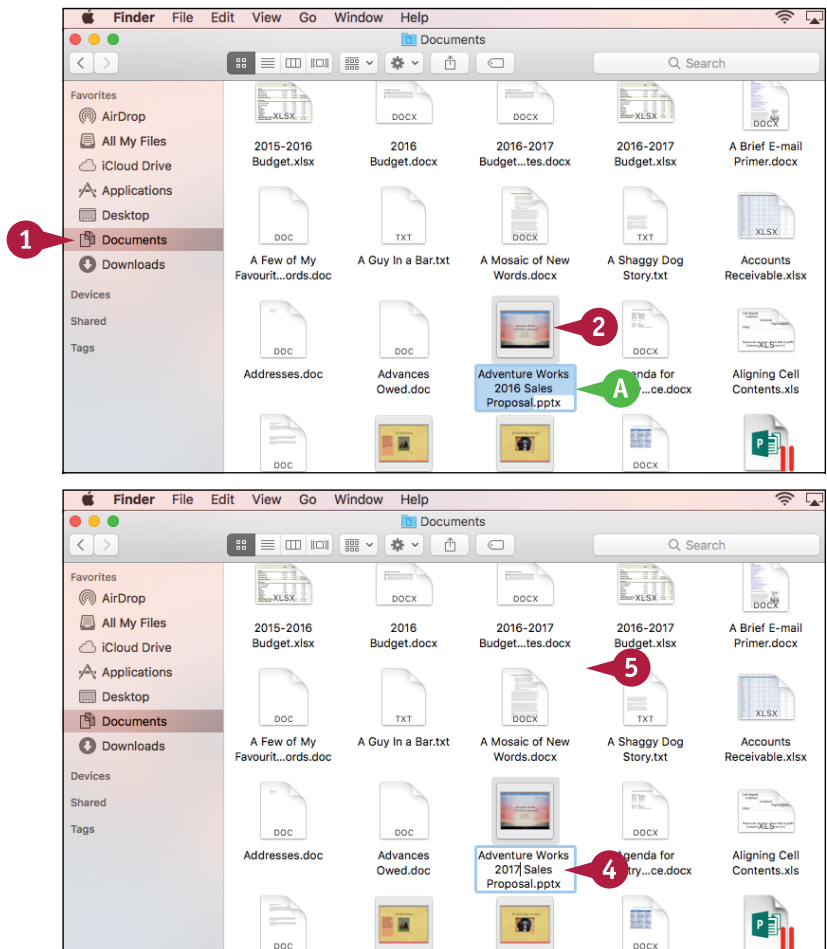 Finder File Edit View Go Window Help
Documents
Search
Favorites
AirDrop
All My Files
iCloud Drive
Applications
Desktop
1
Documents
Downloads
Devices
Shared
Tags
XLSX DOCX DOCX XLSX DOCX
2015-2016 2016 2016-2017 2016-2017 A Brief E-mail
Budget.xlsx Budget.docx Budget...tes.docx Budget.xlsx Primer.docx
DOC TXT DOCX TXT XLSX
A Few of My A Guy In a Bar.txt A Mosaic of New A Shaggy Dog Accounts
Favourit...ords.doc Words.docx Story.txt Receivable.xlsx
2
DOC DOC DOCX XLS
Addresses.doc Advances Adventure Works enda for Aligning Cell
Owed.doc 2016 Sales A ...ce.docx Contents.xls
Proposal.pptx
DOC DOCX P
Finder File Edit View Go Window Help
Documents
Search
Favorites
AirDrop
All My Files
iCloud Drive
Applications
Desktop
Documents
Downloads
Devices
Shared
Tags
XLSX DOCX DOCX XLSX DOCX
2015-2016 2016 2016-2017 2016-2017 A Brief E-mail
Budget.xlsx Budget.docx Budget...tes.docx Budget.xlsx Primer.docx
5
DOC TXT DOCX TXT XLSX
A Few of My A Guy In a Bar.txt A Mosaic of New A Shaggy Dog Accounts
Favourit...ords.doc Words.docx Story.txt Receivable.xlsx
DOC DOC DOCX XLS
Addresses.doc Advances Adventure Works Agenda for Aligning Cell
Owed.doc 2017 Sales 4 try...ce.docx Contents.xls
Proposal.pptx
DOC DOCX P